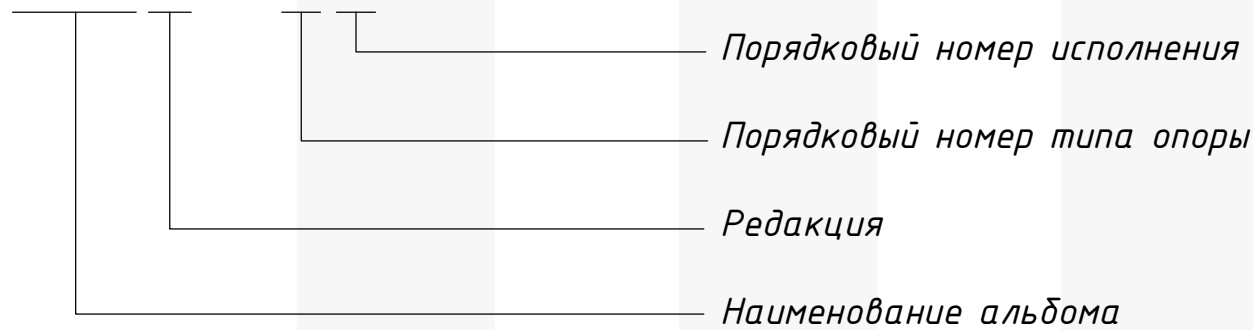 Порядковый номер исполнения
Порядковый номер типа опоры
Редакция
Наименование альбома